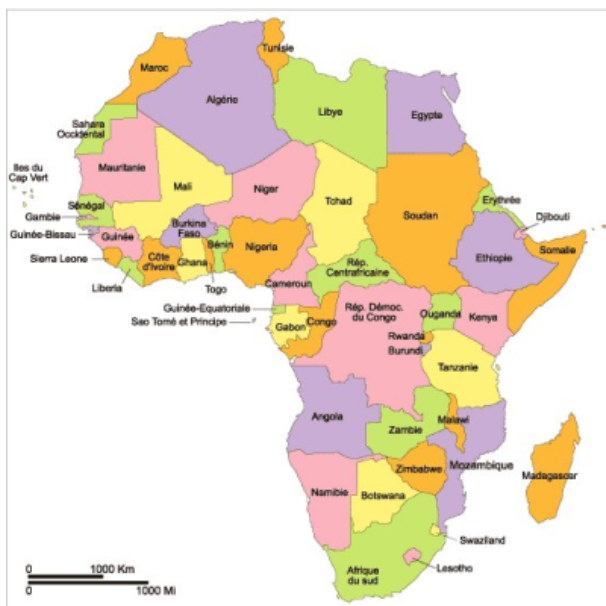 Tunisie
Maroc
Algérie
Libye
Egypte
Sahara
Occidental
Mauritanie
Iles du
Cap Vert
Mali
Niger
Tchad
Soudan
Erythrée
Sénégal
Gambie
Djibouti
Guinée-Bissau
Guinée
Burkina
Faso
Bénin
Nigeria
Ethiopie
Somalie
Sierra Leone
Côte
d'Ivoire
Ghana
Rép.
Centrafricaine
Liberia
Togo
Cameroun
Guinée-Equatoriale
Sao Tomé et Principe
Gabon
Congo
Rép. Démoc.
du Congo
Ouganda
Kenya
Rwanda
Burundi
Tanzanie
Angola
Zambie
Malawi
Mozambique
Zimbabwe
Madagascar
Namibie
Botswana
Swaziland
Afrique
du sud
Lesotho
1000 Km
1000 Mi